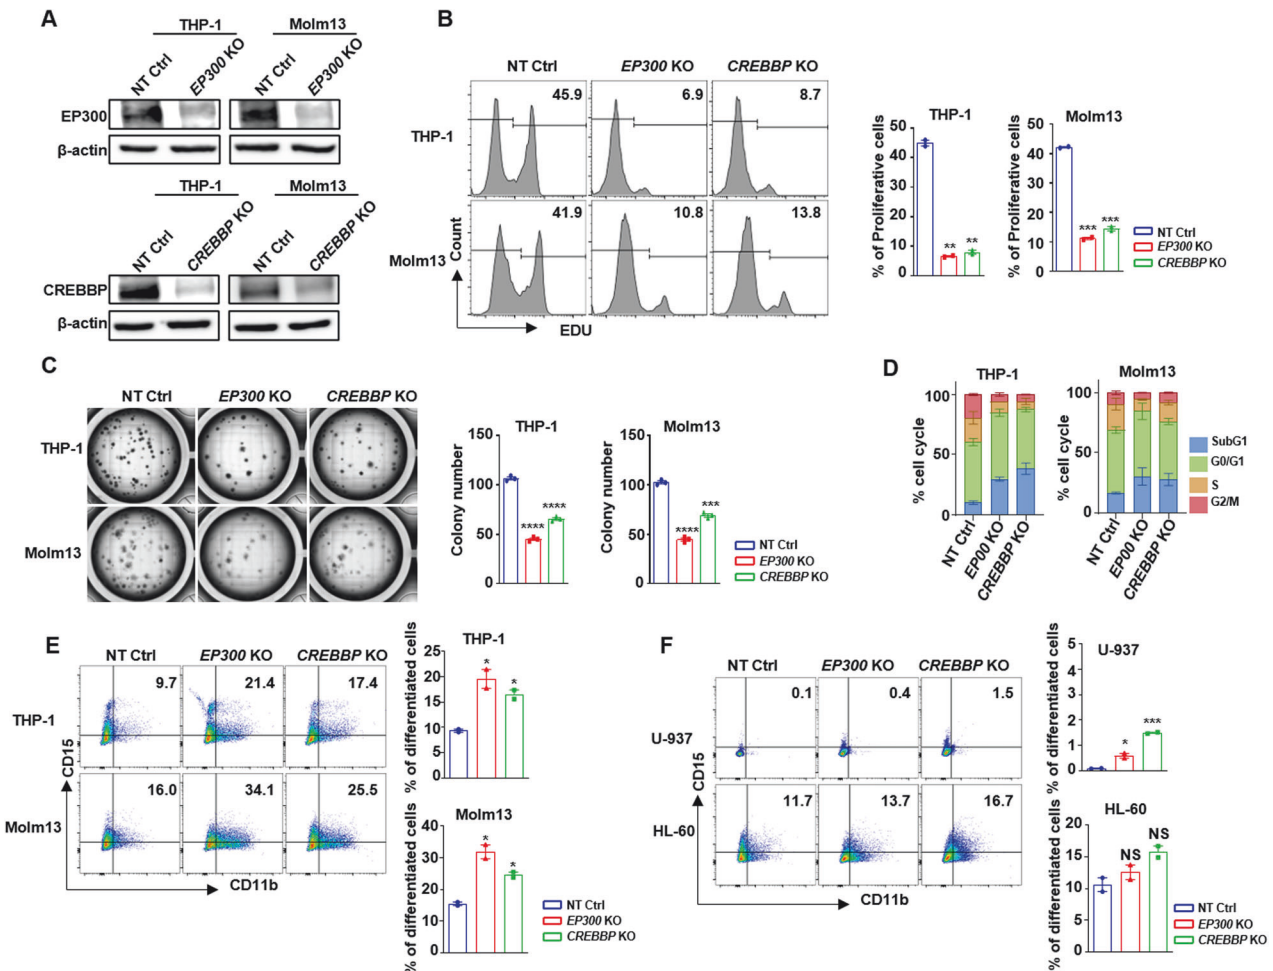 A
THP-1
Molm13
NT Ctrl
EP300 KO
NT Ctrl
EP300 KO
EP300
β-actin
THP-1
Molm13
NT Ctrl
CREBBP KO
NT Ctrl
CREBBP KO
CREBBP
β-actin
B
NT Ctrl EP300 KO CREBBP KO
THP-1
45.9 6.9 8.7
Molm13
41.9 10.8 13.8
Count
EDU
THP-1
% of Proliferative cells
50
40
30
20
10
0
** **
Molm13
% of Proliferative cells
50
40
30
20
10
0
*** ***
NT Ctrl
EP300 KO
CREBBP KO
C
NT Ctrl EP300 KO CREBBP KO
THP-1
Molm13
THP-1
Colony number
150
100
50
0
**** ****
Molm13
Colony number
150
100
50
0
**** ***
NT Ctrl
EP300 KO
CREBBP KO
D
THP-1
% cell cycle
100
50
0
NT Ctrl
EP00 KO
CREBBP KO
Molm13
% cell cycle
100
50
0
NT Ctrl
EP00 KO
CREBBP KO
SubG1
G0/G1
S
G2/M
E
NT Ctrl EP300 KO CREBBP KO
THP-1
9.7 21.4 17.4
Molm13
16.0 34.1 25.5
CD15
CD11b
THP-1
% of differentiated cells
25
20
15
10
5
0
* *
Molm13
% of differentiated cells
40
30
20
10
0
* *
NT Ctrl
EP300 KO
CREBBP KO
F
NT Ctrl EP300 KO CREBBP KO
U-937
0.1 0.4 1.5
HL-60
11.7 13.7 16.7
CD15
CD11b
U-937
% of differentiated cells
5
4
3
2
1
0
* ***
HL-60
% of differentiated cells
20
15
10
5
0
NS NS
NT Ctrl
EP300 KO
CREBBP KO